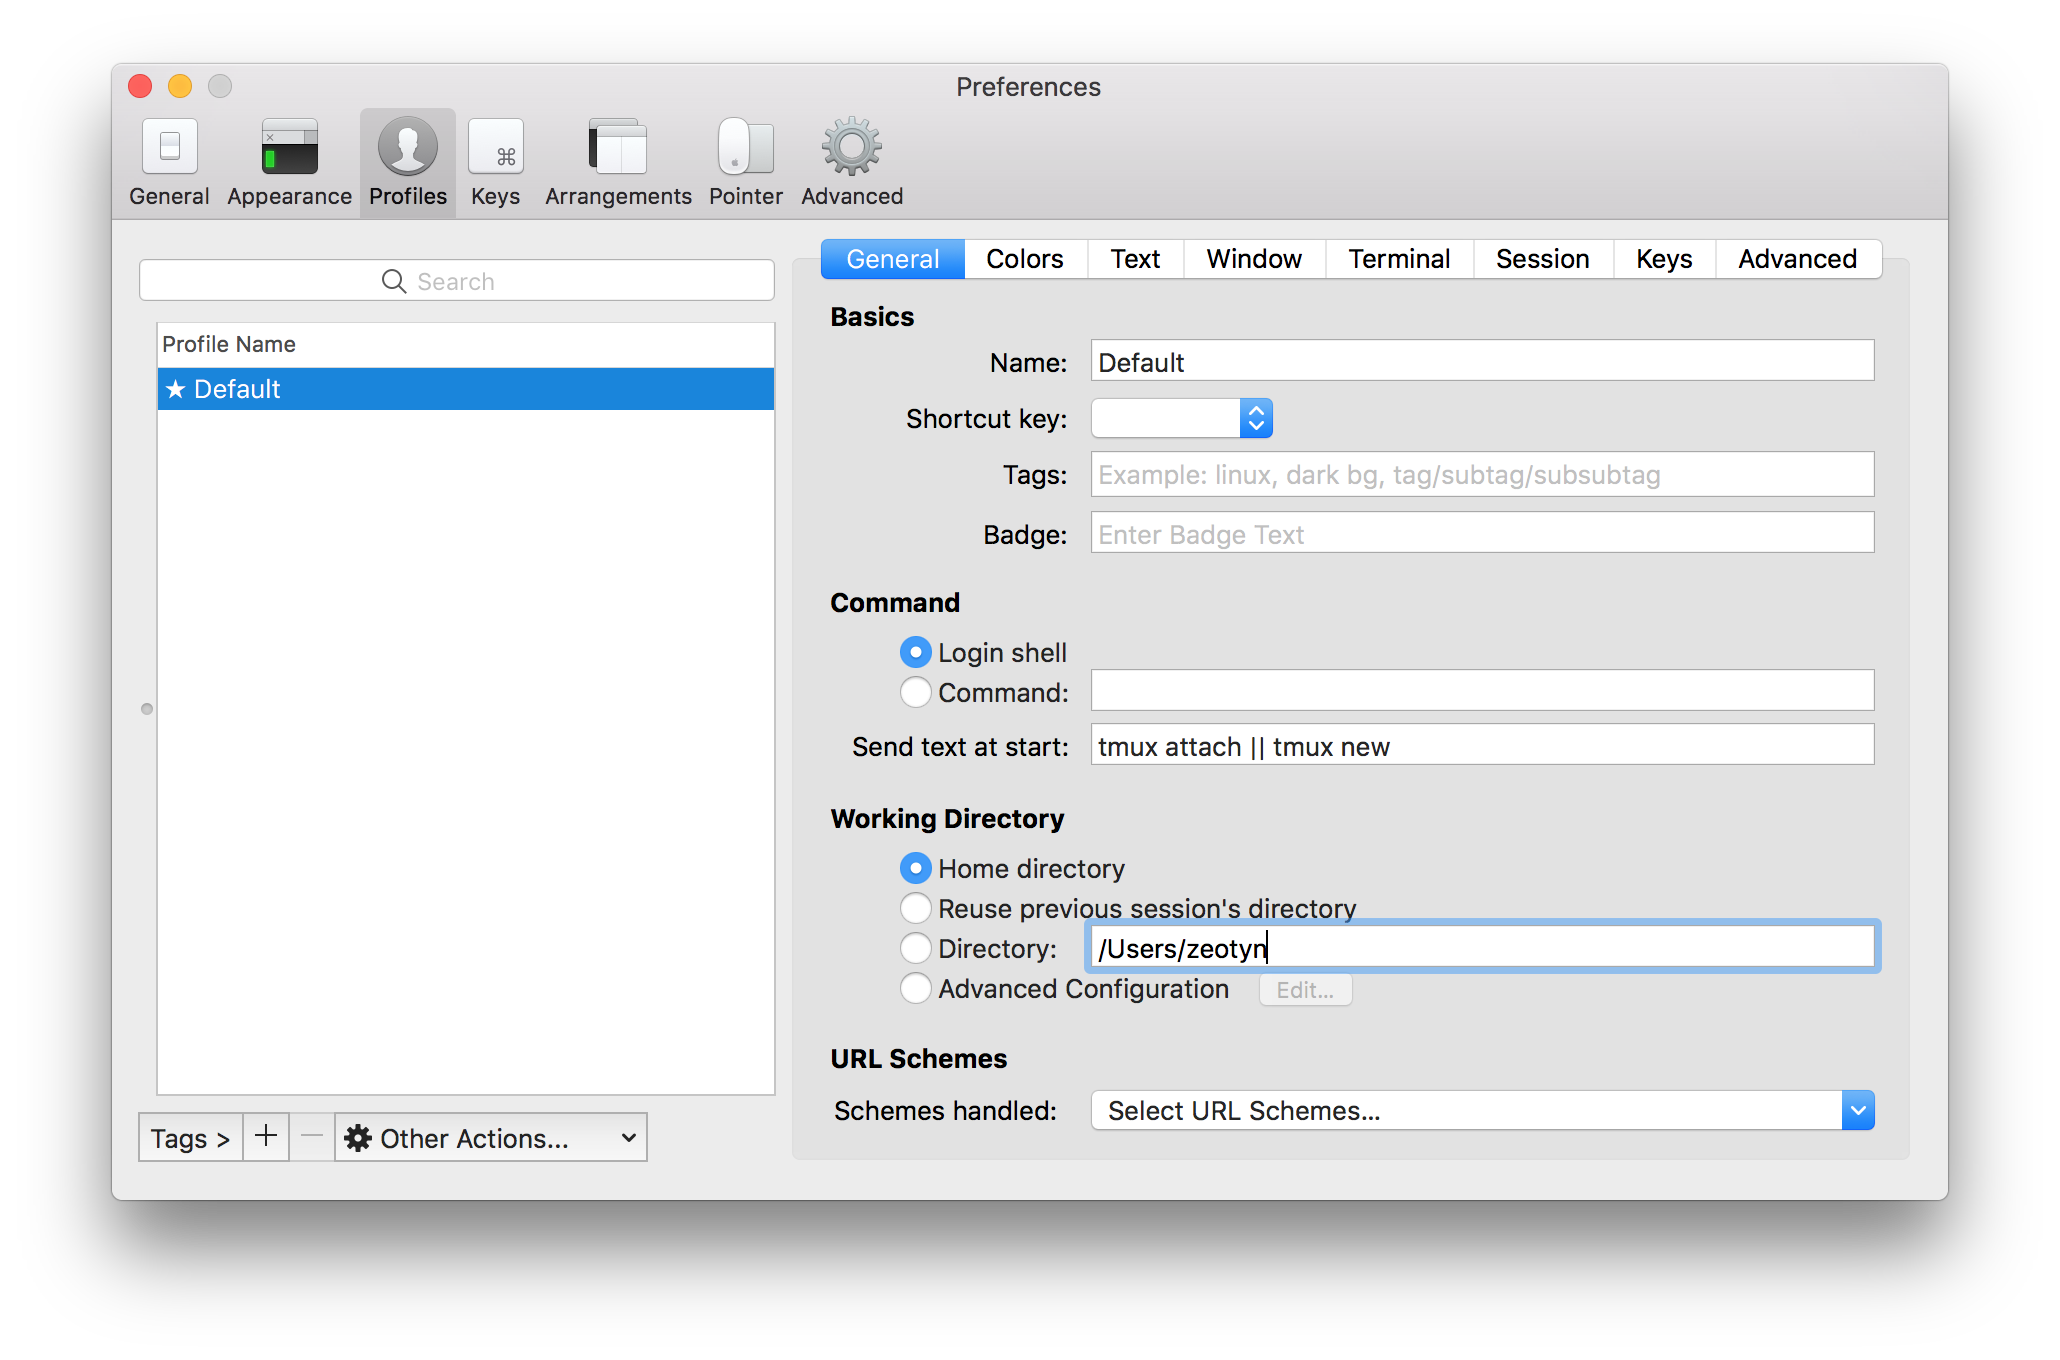 Preferences
General Appearance Profiles Keys Arrangements Pointer Advanced
Search
Profile Name
★ Default
Tags > + − Other Actions...
General Colors Text Window Terminal Session Keys Advanced
Basics
Name: Default
Shortcut key:
Tags: Example: linux, dark bg, tag/subtag/subsubtag
Badge: Enter Badge Text
Command
Login shell
Command:
Send text at start: tmux attach || tmux new
Working Directory
Home directory
Reuse previous session's directory
Directory: /Users/zeotyn
Advanced Configuration Edit...
URL Schemes
Schemes handled: Select URL Schemes...